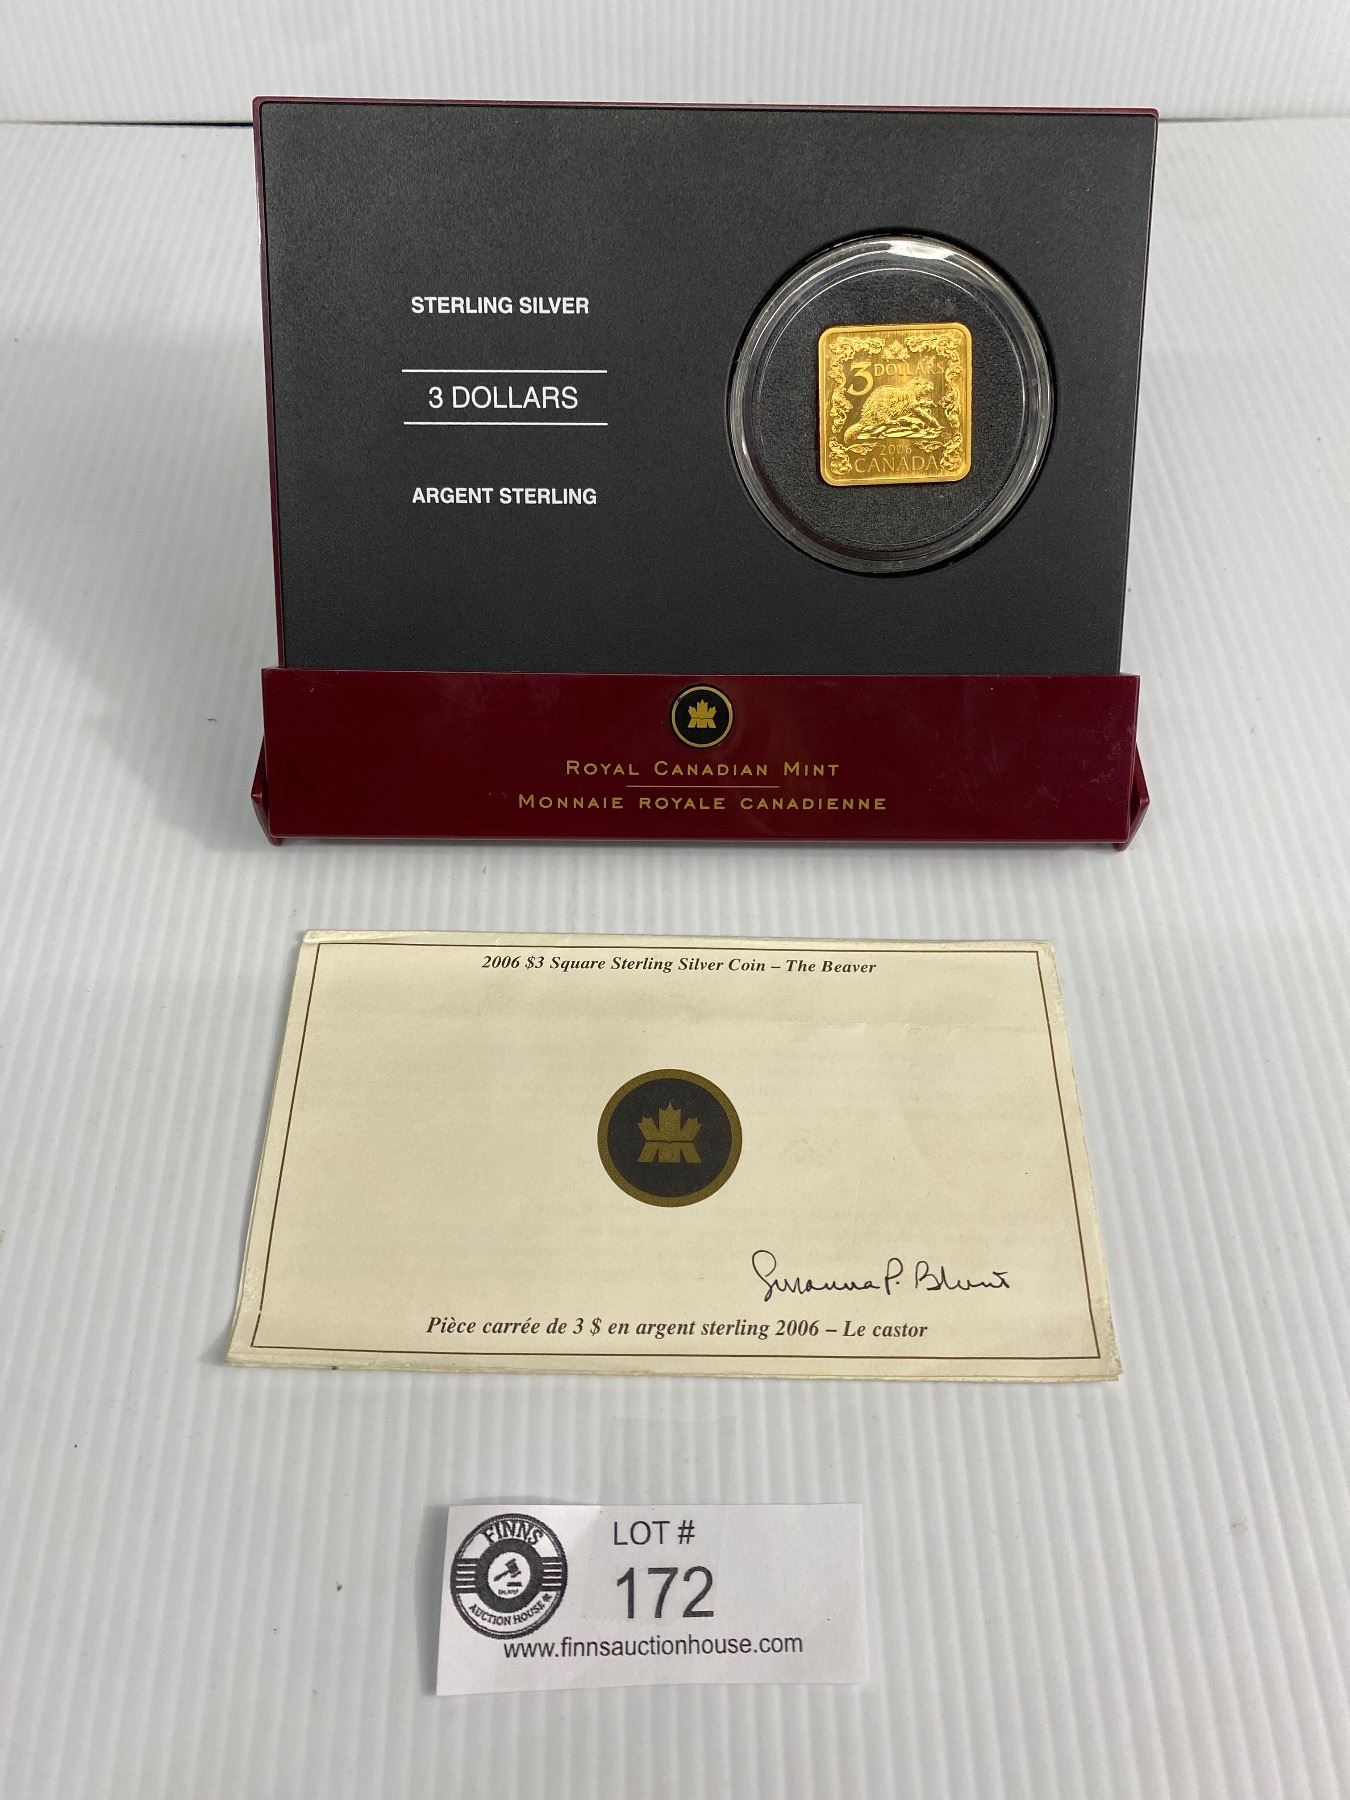 STERLING SILVER
3 DOLLARS
ARGENT STERLING
3 DOLLARS
2006
CANADA
ROYAL CANADIAN MINT
MONNAIE ROYALE CANADIENNE
2006 $3 Square Sterling Silver Coin – The Beaver
Susanna P. Blunt
Pièce carrée de 3 $ en argent sterling 2006 – Le castor
FINNS
AUCTION HOUSE
LOT #
172
www.finnsauctionhouse.com